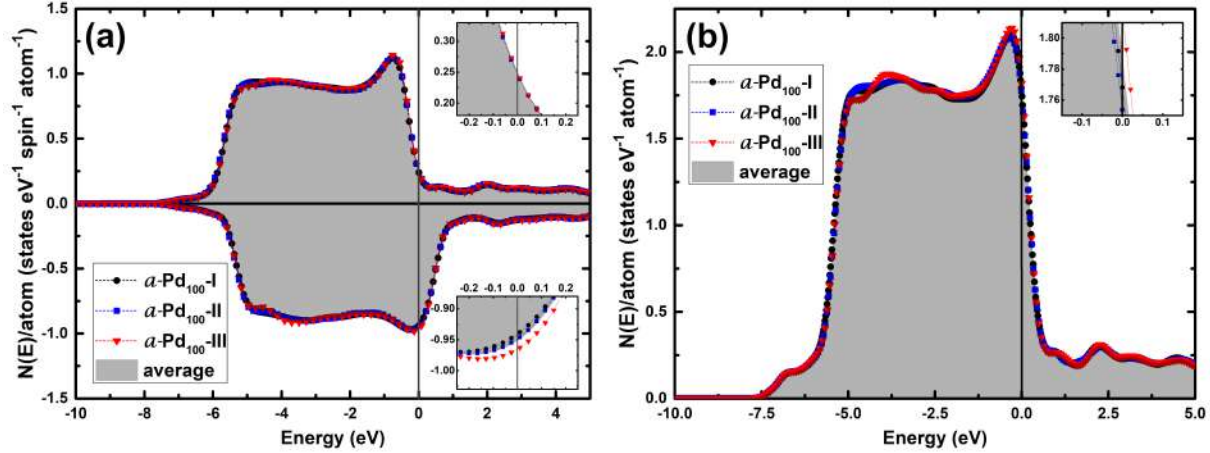 (a)
N(E)/atom (states eV⁻¹ spin⁻¹ atom⁻¹)
1.5
1.0
0.5
0.0
-0.5
-1.0
-1.5
-10 -8 -6 -4 -2 0 2 4
Energy (eV)
a-Pd₁₀₀-I
a-Pd₁₀₀-II
a-Pd₁₀₀-III
average
0.30
0.25
0.20
-0.2 -0.1 0.0 0.1 0.2
-0.2 -0.1 0.0 0.1 0.2
-0.90
-0.95
-1.00
(b)
N(E)/atom (states eV⁻¹ atom⁻¹)
2.0
1.5
1.0
0.5
0.0
-10.0 -7.5 -5.0 -2.5 0.0 2.5 5.0
Energy (eV)
a-Pd₁₀₀-I
a-Pd₁₀₀-II
a-Pd₁₀₀-III
average
1.80
1.78
1.76
-0.1 0.0 0.1